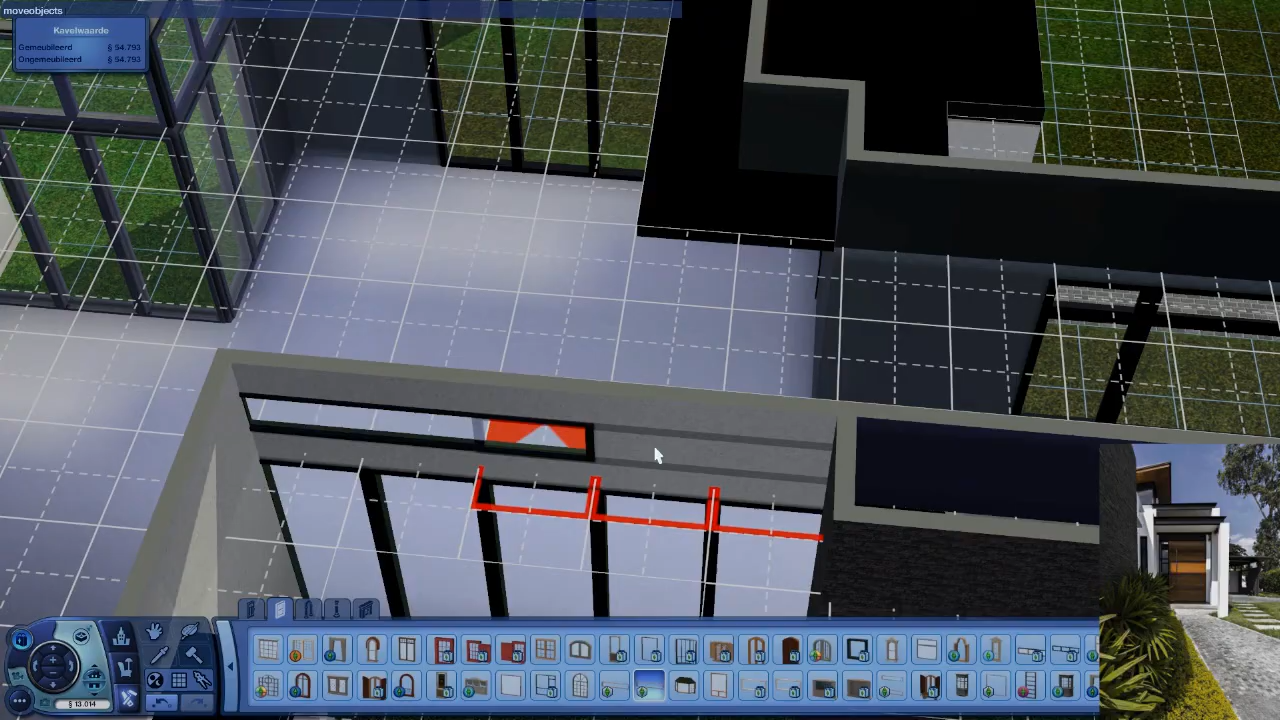 moveobjects
Kavelwaarde
Gemeubileerd § 54.793
Ongemeubileerd § 54.793
§ 13.014